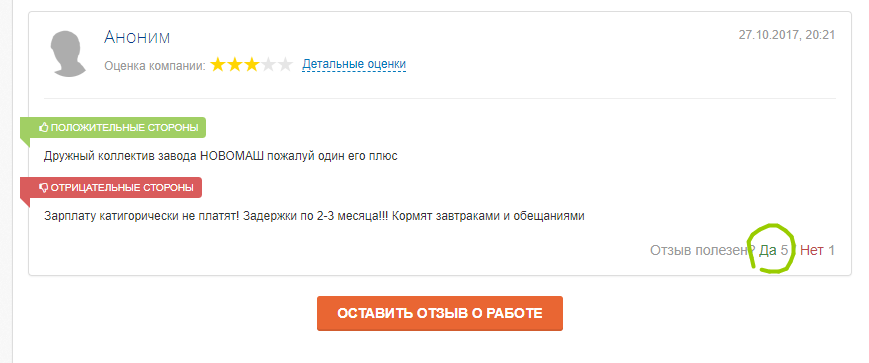 Аноним
27.10.2017, 20:21
Оценка компании: Детальные оценки
ПОЛОЖИТЕЛЬНЫЕ СТОРОНЫ
Дружный коллектив завода НОВОМАШ пожалуй один его плюс
ОТРИЦАТЕЛЬНЫЕ СТОРОНЫ
Зарплату катигорически не платят! Задержки по 2-3 месяца!!! Кормят завтраками и обещаниями
Отзыв полезен? Да 5 Нет 1
ОСТАВИТЬ ОТЗЫВ О РАБОТЕ